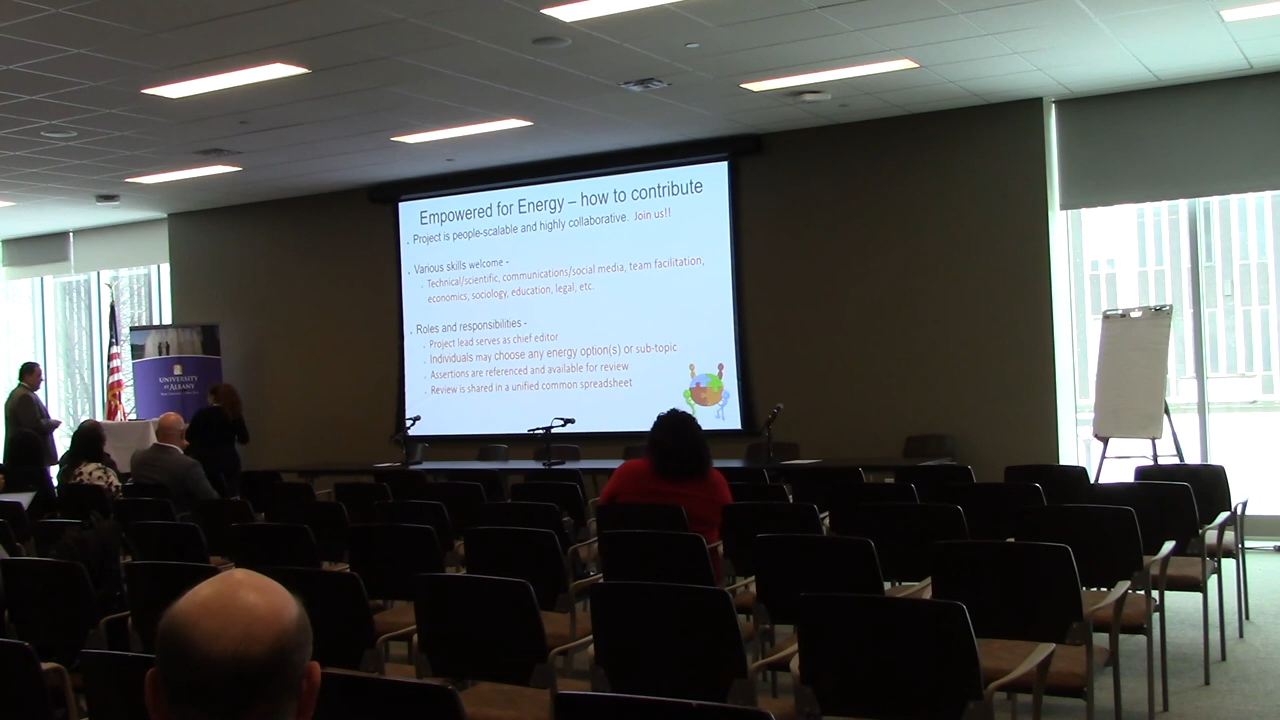 Empowered for Energy – how to contribute
Project is people-scalable and highly collaborative. Join us!!
Various skills welcome -
Technical/scientific, communications/social media, team facilitation,
economics, sociology, education, legal, etc.
Roles and responsibilities -
Project lead serves as chief editor
Individuals may choose any energy option(s) or sub-topic
Assertions are referenced and available for review
Review is shared in a unified common spreadsheet
UNIVERSITY
AT ALBANY